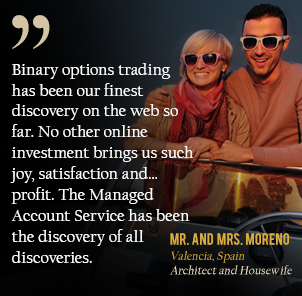 ”
Binary options trading
has been our finest
discovery on the web so
far. No other online
investment brings us such
joy, satisfaction and...
profit. The Managed
Account Service has been
the discovery of all
discoveries.
MR. AND MRS. MORENO
Valencia, Spain
Architect and Housewife